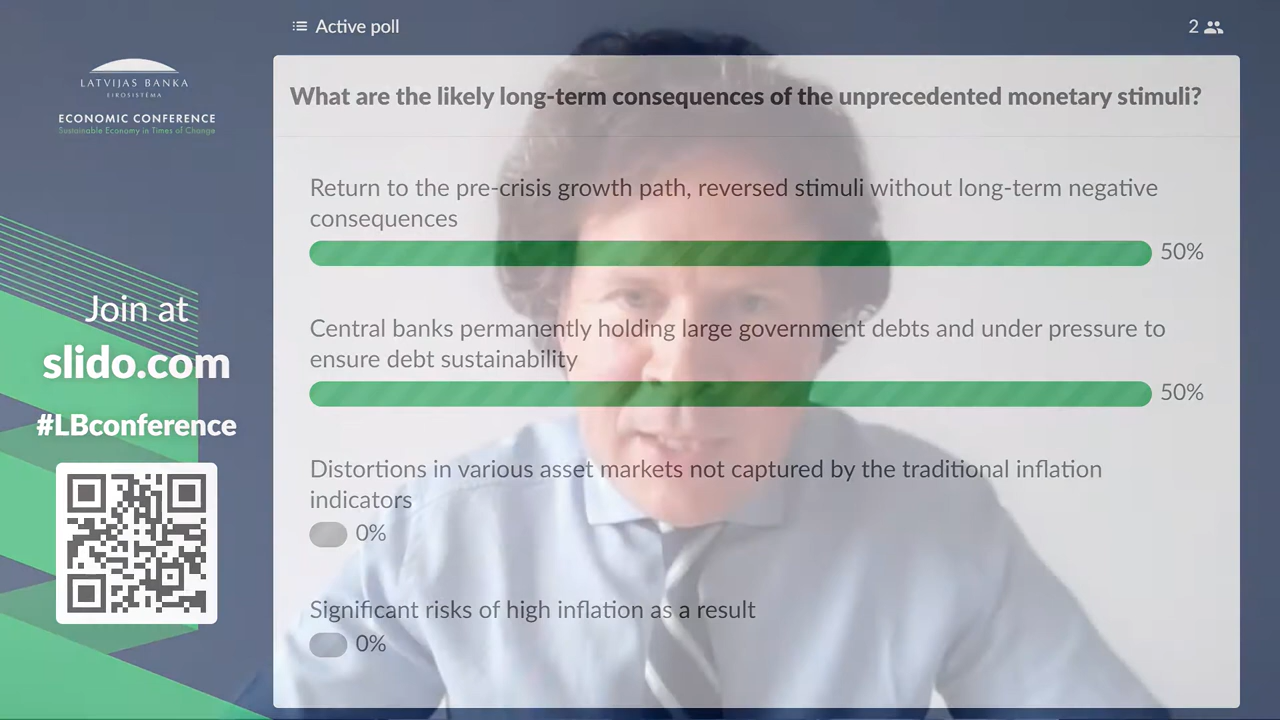 Active poll
2
LATVIJAS BANKA
EIROSISTĒMA
ECONOMIC CONFERENCE
Sustainable Economy in Times of Change
What are the likely long-term consequences of the unprecedented monetary stimuli?
Return to the pre-crisis growth path, reversed stimuli without long-term negative
consequences
50%
Join at
slido.com
#LBconference
Central banks permanently holding large government debts and under pressure to
ensure debt sustainability
50%
Distortions in various asset markets not captured by the traditional inflation
indicators
0%
Significant risks of high inflation as a result
0%